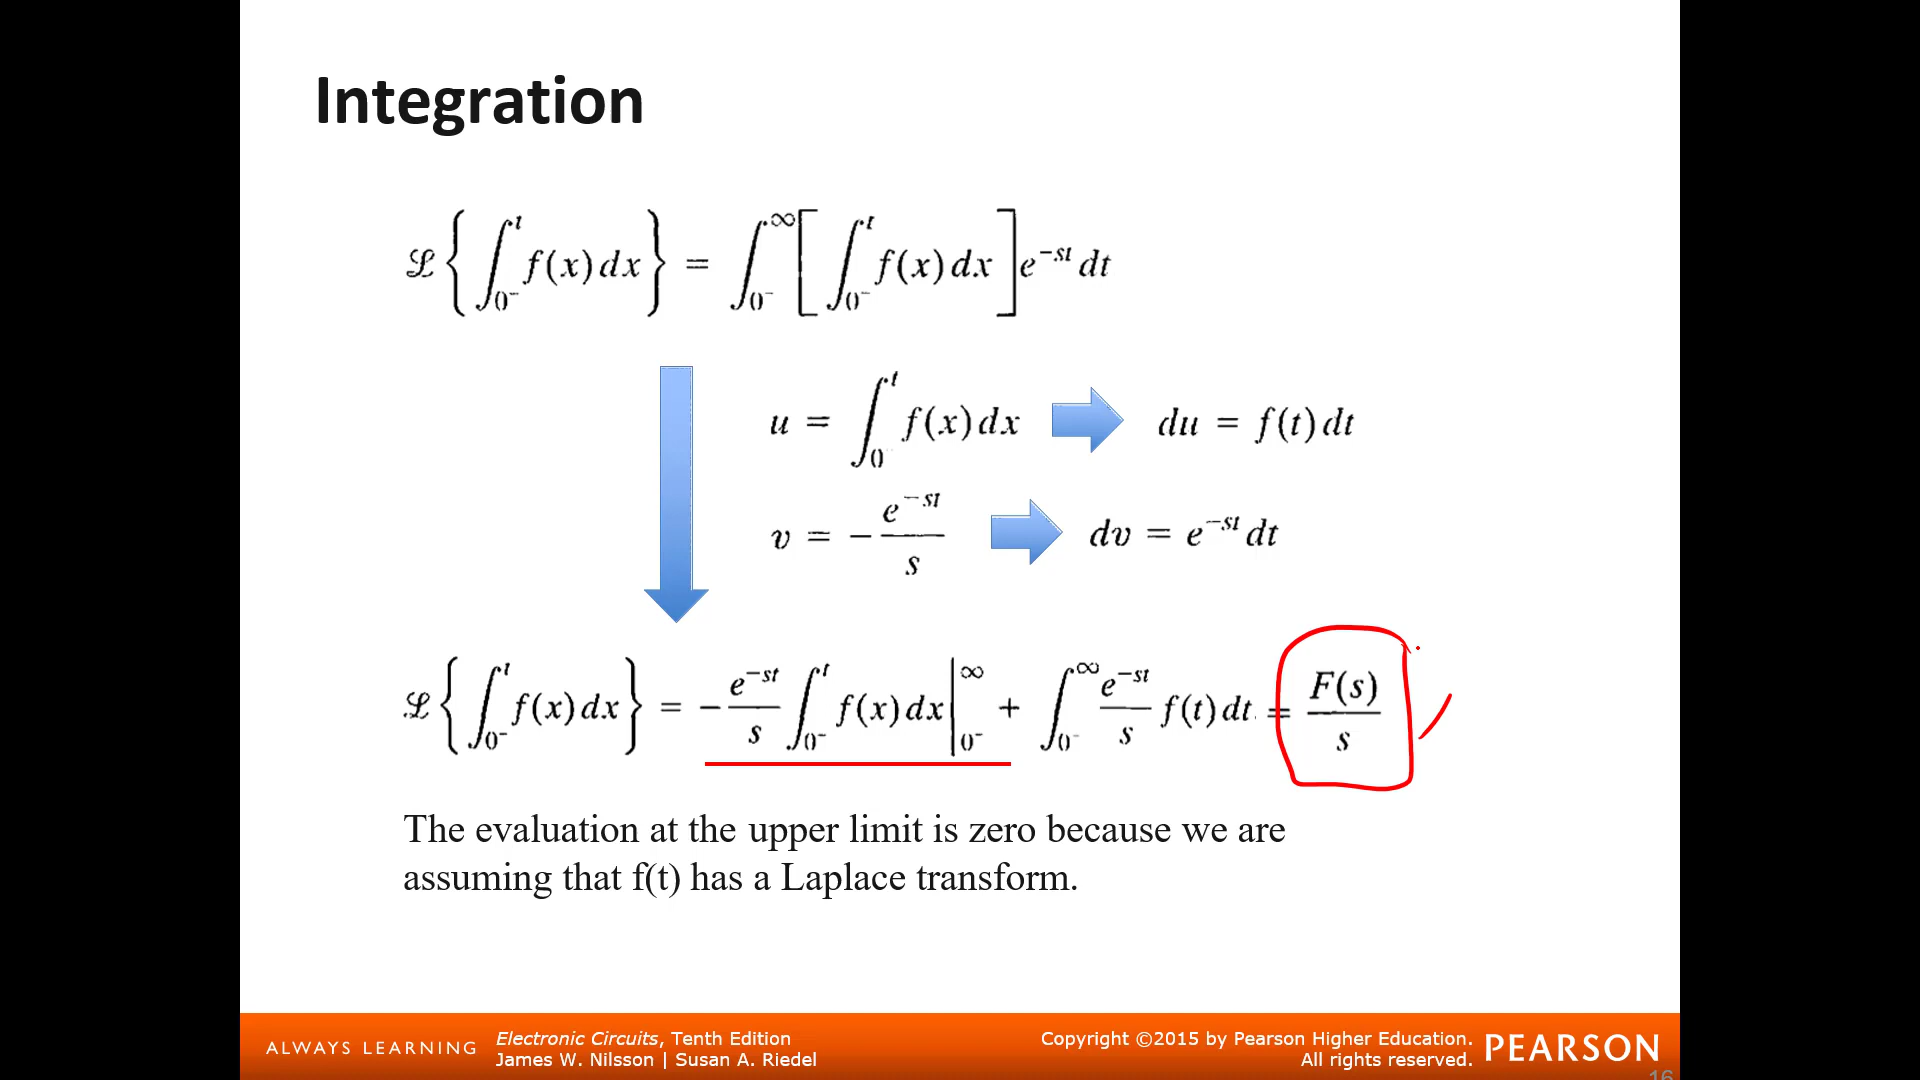 Integration
ℒ{∫₀⁻ᵗ f(x) dx} = ∫₀⁻^∞ [∫₀⁻ᵗ f(x) dx] e^(−st) dt
u = ∫₀ᵗ f(x) dx du = f(t) dt
v = − e^(−st)/s dv = e^(−st) dt
ℒ{∫₀⁻ᵗ f(x) dx} = − e^(−st)/s ∫₀⁻ᵗ f(x) dx |₀⁻^∞ + ∫₀⁻^∞ e^(−st)/s f(t) dt. = F(s)/s
The evaluation at the upper limit is zero because we are
assuming that f(t) has a Laplace transform.
ALWAYS LEARNING
Electronic Circuits, Tenth Edition
James W. Nilsson | Susan A. Riedel
Copyright ©2015 by Pearson Higher Education.
All rights reserved.
PEARSON
16